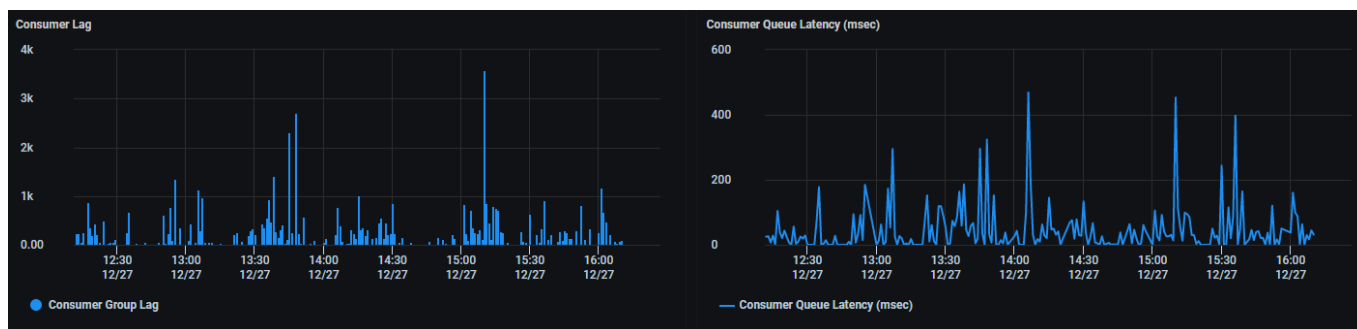 Consumer Lag
4k
3k
2k
1k
0.00
12:30 13:00 13:30 14:00 14:30 15:00 15:30 16:00
12/27 12/27 12/27 12/27 12/27 12/27 12/27 12/27
Consumer Group Lag
Consumer Queue Latency (msec)
600
400
200
0
12:30 13:00 13:30 14:00 14:30 15:00 15:30 16:00
12/27 12/27 12/27 12/27 12/27 12/27 12/27 12/27
Consumer Queue Latency (msec)